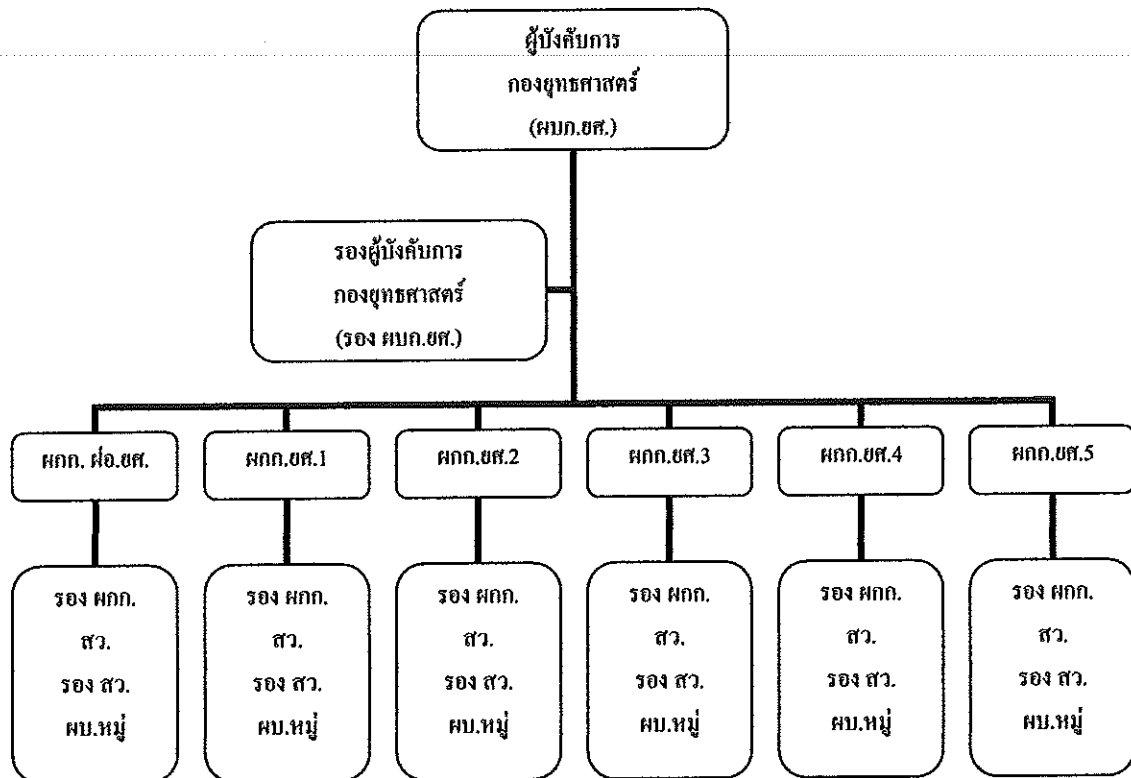 ผู้บังคับการ
กองยุทธศาสตร์
(ผบก.ยศ.)
รองผู้บังคับการ
กองยุทธศาสตร์
(รอง ผบก.ยศ.)
ผกก. ฝอ.ยศ.
ผกก.ยศ.1
ผกก.ยศ.2
ผกก.ยศ.3
ผกก.ยศ.4
ผกก.ยศ.5
รอง ผกก.
สว.
รอง สว.
ผบ.หมู่
รอง ผกก.
สว.
รอง สว.
ผบ.หมู่
รอง ผกก.
สว.
รอง สว.
ผบ.หมู่
รอง ผกก.
สว.
รอง สว.
ผบ.หมู่
รอง ผกก.
สว.
รอง สว.
ผบ.หมู่
รอง ผกก.
สว.
รอง สว.
ผบ.หมู่